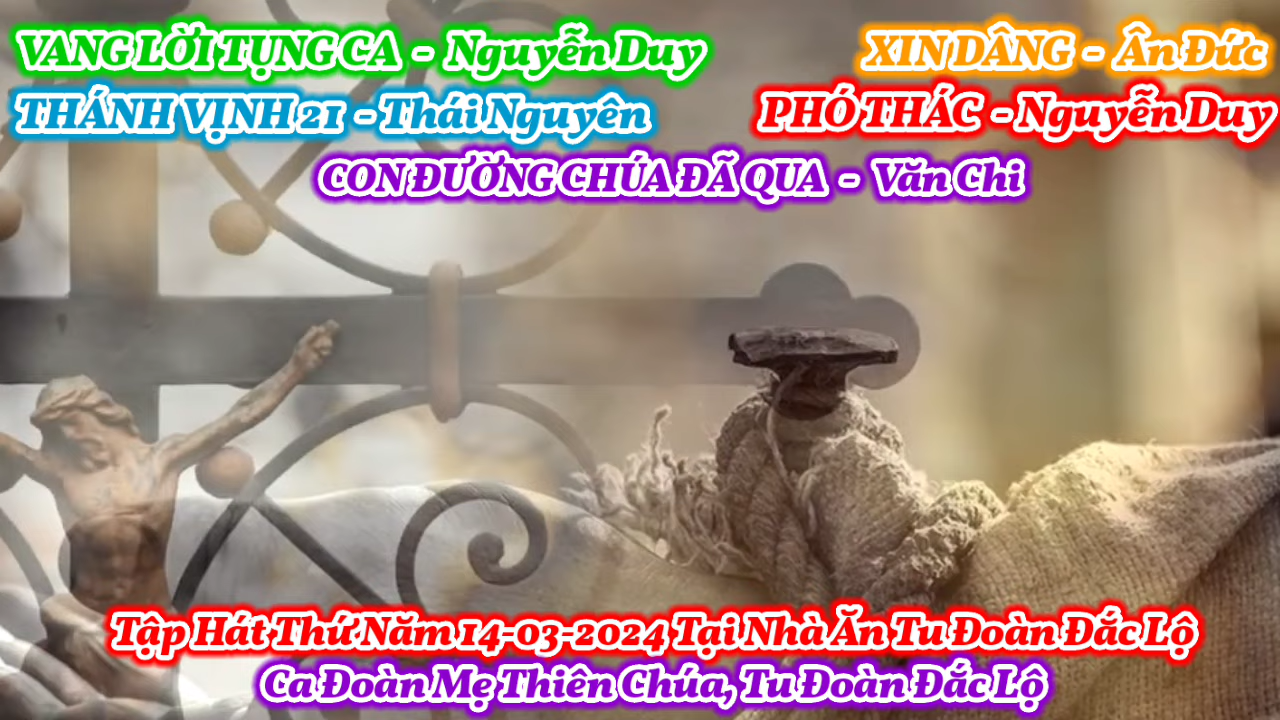 VANG LỜI TỤNG CA - Nguyễn Duy
XIN DÂNG - Ân Đức
THÁNH VỊNH 21 - Thái Nguyên
PHÓ THÁC - Nguyễn Duy
CON ĐƯỜNG CHÚA ĐÃ QUA - Văn Chi
Tập Hát Thứ Năm 14-03-2024 Tại Nhà Ăn Tu Đoàn Đắc Lộ
Ca Đoàn Mẹ Thiên Chúa, Tu Đoàn Đắc Lộ